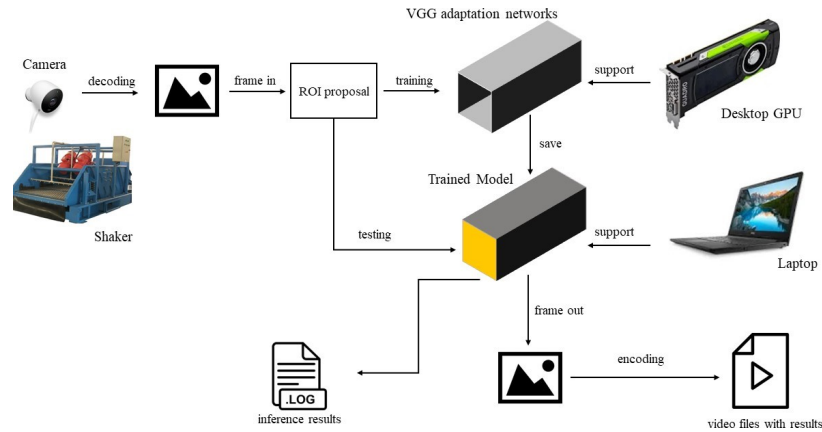 VGG adaptation networks
Camera
decoding
frame in
ROI proposal
training
support
Desktop GPU
save
Shaker
Trained Model
testing
support
Laptop
frame out
encoding
.LOG
inference results
video files with results